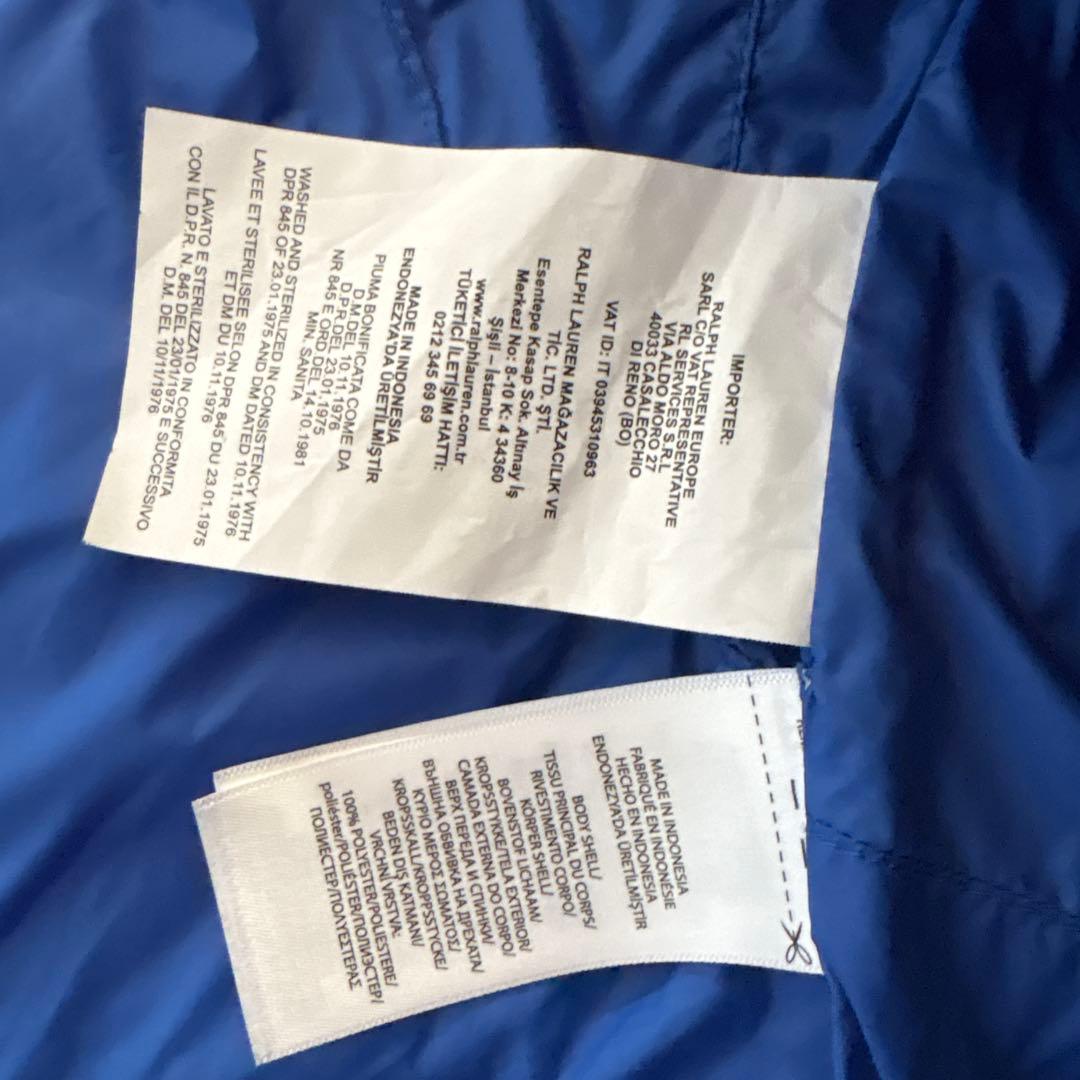 IMPORTER:
RALPH LAUREN EUROPE
SARL C/O VAT REPRESENTATIVE
RL SERVICES S.R.L
VIA ALDO MORO 27
40033 CASALECCHIO
DI RENO (BO)
VAT ID: IT 03945310963
RALPH LAUREN MAĞAZACILIK VE
TİC. LTD. ŞTİ.
Esentepe Kasap Sok. Altınay İş
Merkezi No: 8-10 K: 4 34360
Şişli – İstanbul
www.ralphlauren.com.tr
TÜKETİCİ İLETİŞİM HATTI:
0212 345 69 69
MADE IN INDONESIA
ENDONEZYA'DA ÜRETİLMİŞTİR
PIUMA BONIFICATA COME DA
D.M.DEL 10.11.1976
D.P.R.DEL 23.01.1975
NR 845 E ORD DEL 14.10.1981
MIN. SANITA
WASHED AND STERILIZED IN CONSISTENCY WITH
DPR 845 OF 23.01.1975 AND DM DATED 10.11.1976
LAVEE ET STERILISEE SELON DPR 845 DU 23.01.1975
ET DM DU 10.11.1976
LAVATO E STERILIZZATO IN CONFORMITA
CON IL D.P.R. N. 845 DEL 23/01/1975 E SUCCESSIVO
D.M. DEL 10/11/1976
MADE IN INDONESIA
FABRIQUÉ EN INDONÉSIE
HECHO EN INDONESIA
ENDONEZYA'DA ÜRETİLMİŞTİR
BODY SHELL/
TISSU PRINCIPAL DU CORPS/
RIVESTIMENTO CORPO/
KÖRPER SHELL/
BOVENSTOF LICHAAM/
KROPSSTYKKE/TELA EXTERIOR/
CAMADA EXTERNA DO CORPO/
ВЕРХ ПЕРЕДА И СПИНКИ/
ВЪНШНА ОБВИВКА НА ДРЕХАТА/
ΚΥΡΙΟ ΜΕΡΟΣ ΣΩΜΑΤΟΣ/
KROPSSKALL/KROPPSSTYCKE/
BEDEN DIŞ KATMANI/
VRCHNÍ VRSTVA:
100% POLYESTER/POLIESTERE/
poliéster/POLIÉSTER/ПОЛИЭСТЕР/
ПОЛИЕСТЕР/ΠΟΛΥΕΣΤΕΡΑΣ